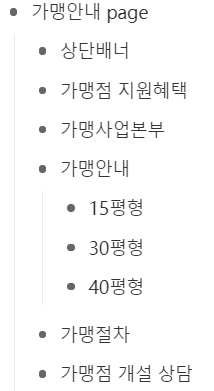 가맹안내 page
상단배너
가맹점 지원혜택
가맹사업본부
가맹안내
15평형
30평형
40평형
가맹절차
가맹점 개설 상담